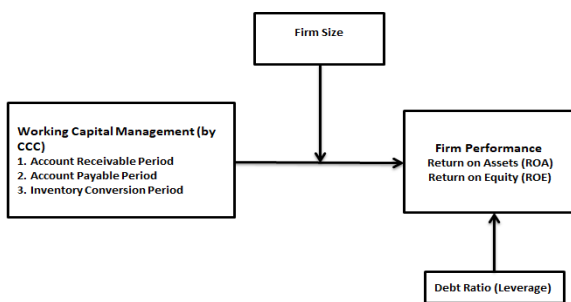 Firm Size
Working Capital Management (by
CCC)
1. Account Receivable Period
2. Account Payable Period
3. Inventory Conversion Period
Firm Performance
Return on Assets (ROA)
Return on Equity (ROE)
Debt Ratio (Leverage)